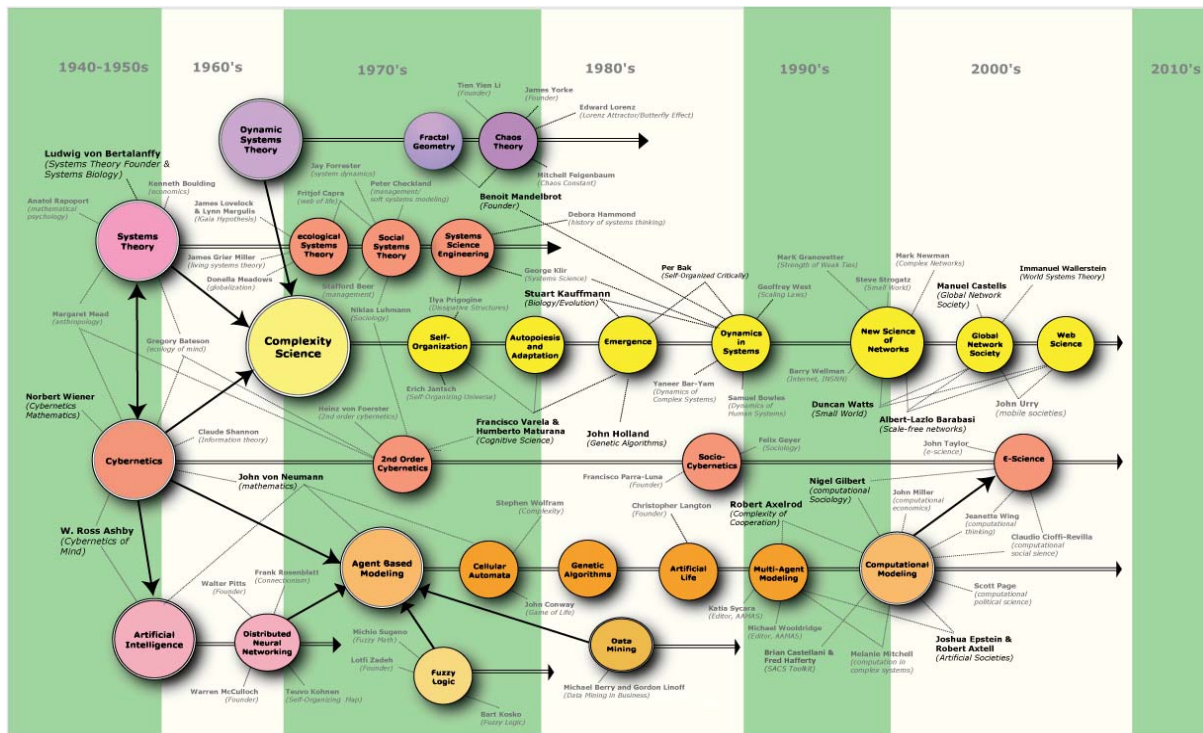 1940-1950s
1960's
1970's
1980's
1990's
2000's
2010's
Dynamic
Systems
Theory
Fractal
Geometry
Chaos
Theory
Tien Yien Li
(Founder)
James Yorke
(Founder)
Edward Lorenz
(Lorenz Attractor/Butterfly Effect)
Mitchell Feigenbaum
(Chaos Constant)
Benoit Mandelbrot
(Founder)
Ludwig von Bertalanffy
(Systems Theory Founder &
Systems Biology)
Kenneth Boulding
(economics)
Anatol Rapoport
(mathematical
psychology)
James Lovelock
& Lynn Margulis
(Gaia Hypothesis)
Fritjof Capra
(web of life)
Jay Forrester
(system dynamics)
Peter Checkland
(management/
soft systems modeling)
Debora Hammond
(history of systems thinking)
Systems
Theory
ecological
Systems
Theory
Social
Systems
Theory
Systems
Science
Engineering
James Grier Miller
(living systems theory)
Donella Meadows
(globalization)
Stafford Beer
(management)
Niklas Luhmann
(Sociology)
Ilya Prigogine
(Dissipative Structures)
George Klir
(Systems Science)
Stuart Kauffmann
(Biology/Evolution)
Per Bak
(Self-Organized Critically)
Geoffrey West
(Scaling Laws)
MarK Granovetter
(Strength of Weak Ties)
Steve Strogatz
(Small World)
Mark Newman
(Complex Networks)
Manuel Castells
(Global Network
Society)
Immanuel Wallerstein
(World Systems Theory)
Margaret Mead
(anthropology)
Gregory Bateson
(ecology of mind)
Complexity
Science
Self-
Organization
Autopoiesis
and
Adaptation
Emergence
Dynamics
in
Systems
New Science
of
Networks
Global
Network
Society
Web
Science
Erich Jantsch
(Self-Organizing Universe)
Yaneer Bar-Yam
(Dynamics of
Complex Systems)
Samuel Bowles
(Dynamics of
Human Systems)
Barry Wellman
(Internet, INSNN)
Duncan Watts
(Small World)
Albert-Lazlo Barabasi
(Scale-free networks)
John Urry
(mobile societies)
Norbert Wiener
(Cybernetics
Mathematics)
Claude Shannon
(Information theory)
Heinz von Foerster
(2nd order cybernetics)
Francisco Varela &
Humberto Maturana
(Cognitive Science)
John Holland
(Genetic Algorithms)
Cybernetics
2nd Order
Cybernetics
Socio-
Cybernetics
Felix Geyer
(Sociology)
Francisco Parra-Luna
(Founder)
John Taylor
(e-science)
E-Science
John von Neumann
(mathematics)
W. Ross Ashby
(Cybernetics of
Mind)
Stephen Wolfram
(Complexity)
Christopher Langton
(Founder)
Robert Axelrod
(Complexity of
Cooperation)
Nigel Gilbert
(computational
Sociology)
John Miller
(computational
economics)
Jeanette Wing
(computational
thinking)
Claudio Cioffi-Revilla
(computational
social sience)
Agent Based
Modeling
Cellular
Automata
Genetic
Algorithms
Artificial
Life
Multi-Agent
Modeling
Computational
Modeling
Walter Pitts
(Founder)
Frank Rosenblatt
(Connectionism)
John Conway
(Game of Life)
Katia Sycara
(Editor, AAMAS)
Michael Wooldridge
(Editor, AAMAS)
Brian Castellani &
Fred Hafferty
(SACS Toolkit)
Melanie Mitchell
(computation in
complex systems)
Scott Page
(computational
political science)
Joshua Epstein &
Robert Axtell
(Artificial Societies)
Artificial
Intelligence
Distributed
Neural
Networking
Michio Sugeno
(Fuzzy Math)
Lotfi Zadeh
(Founder)
Fuzzy
Logic
Data
Mining
Warren McCulloch
(Founder)
Teuvo Kohnen
(Self-Organizing Map)
Bart Kosko
(Fuzzy Logic)
Michael Berry and Gordon Linoff
(Data Mining In Business)